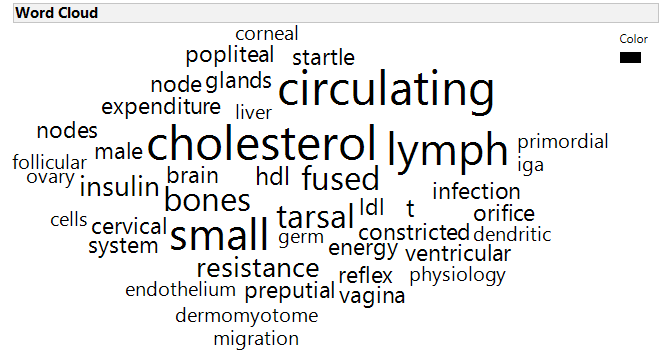 Word Cloud
corneal
Color
popliteal startle
node glands circulating
expenditure liver
nodes cholesterol lymph primordial
follicular male iga
ovary insulin brain hdl fused infection
bones tarsal ldl t orifice
cells cervical small germ constricted dendritic
system energy ventricular
resistance reflex physiology
endothelium preputial vagina
dermomyotome
migration